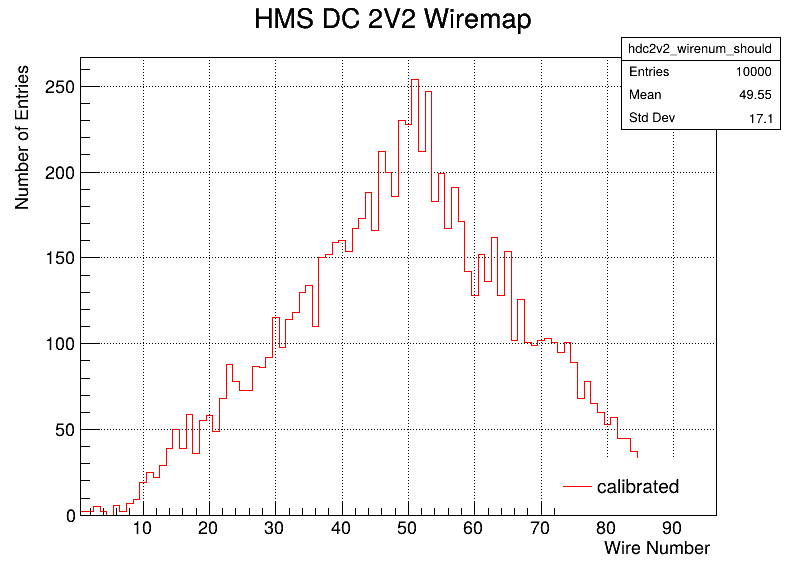 HMS DC 2V2 Wiremap
hdc2v2_wirenum_should
Entries 10000
Mean 49.55
Std Dev 17.1
Number of Entries
250
200
150
100
50
0
calibrated
10 20 30 40 50 60 70 80 90
Wire Number